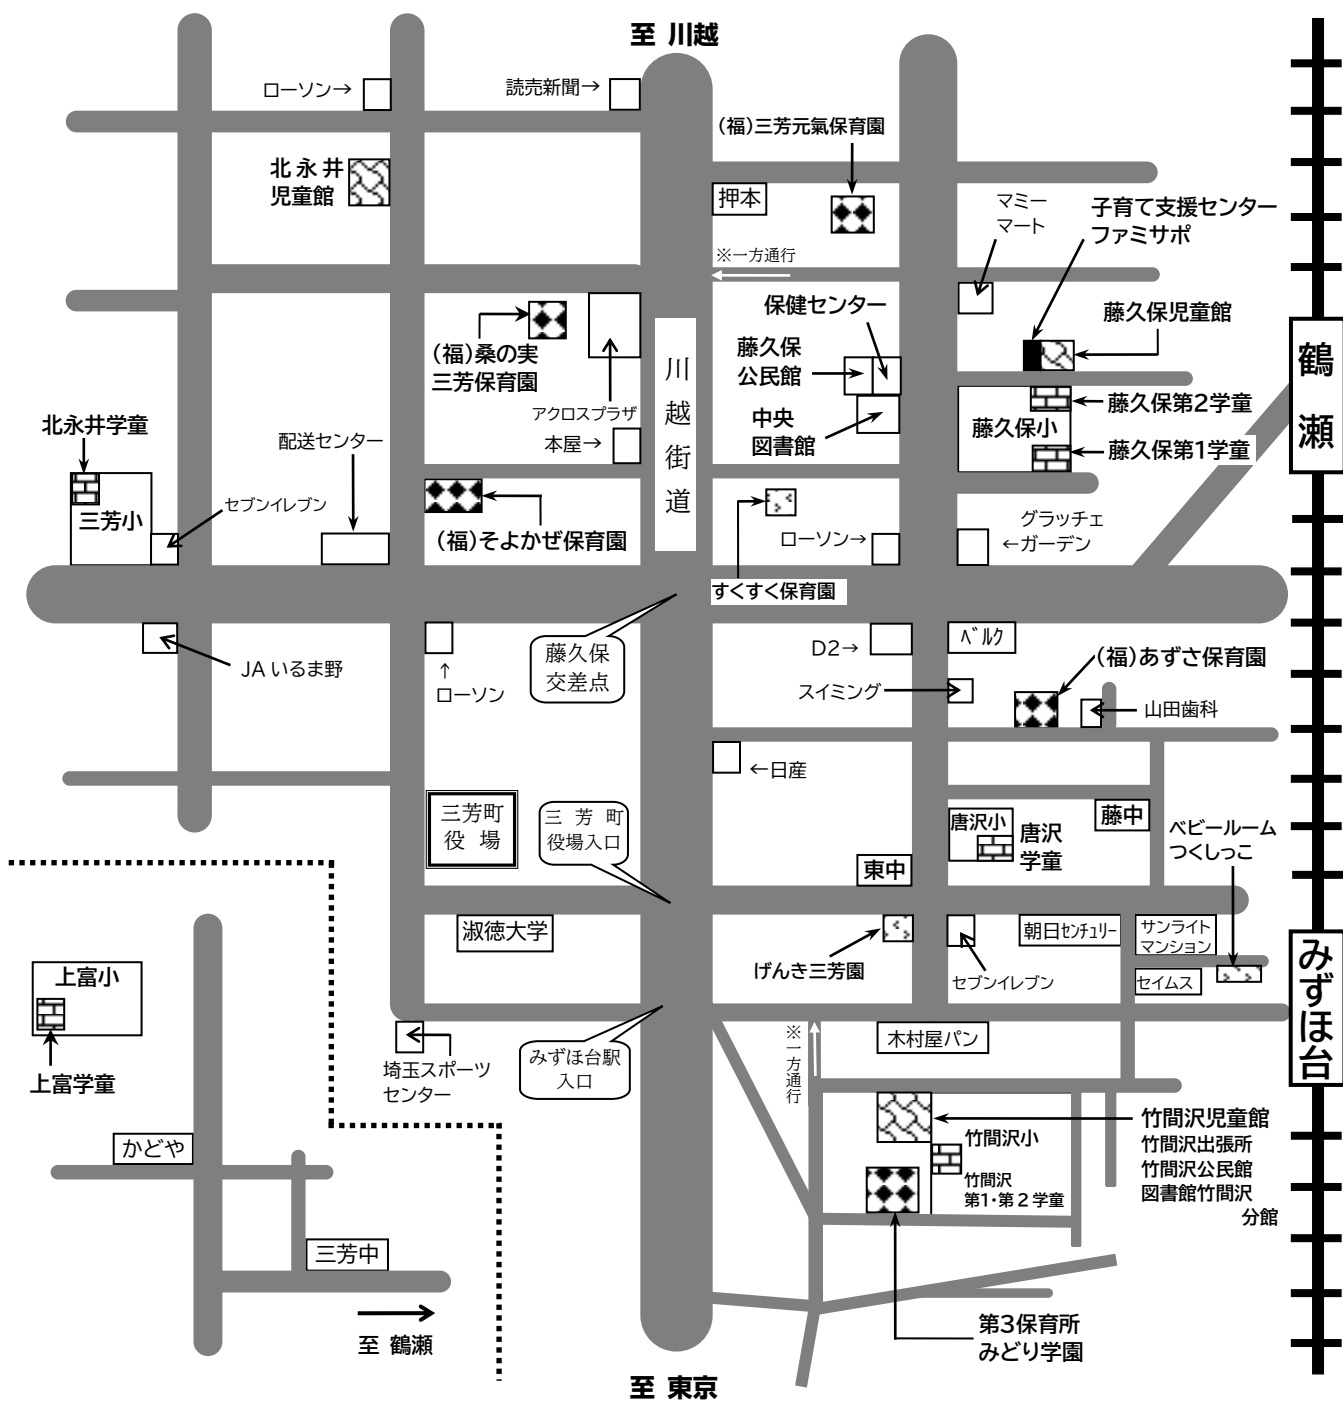 至 川越
ローソン→
読売新聞→
(福)三芳元氣保育園
北永井
児童館
押本
マミー
マート
子育て支援センター
ファミサポ
※一方通行
保健センター
藤久保児童館
(福)桑の実
三芳保育園
藤久保
公民館
川越街道
鶴瀬
アクロスプラザ
中央
図書館
藤久保小
藤久保第2学童
藤久保第1学童
北永井学童
配送センター
本屋→
三芳小
セブンイレブン
(福)そよかぜ保育園
ローソン→
グラッチェ
←ガーデン
すくすく保育園
藤久保
交差点
D2→
ベルク
(福)あずさ保育園
JAいるま野
↑
ローソン
スイミング
山田歯科
←日産
三芳町
役場
三芳町
役場入口
唐沢小
唐沢
学童
藤中
ベビールーム
つくしっこ
東中
淑徳大学
げんき三芳園
セブンイレブン
朝日センチュリー
サンライト
マンション
セイムス
みずほ台
上富小
上富学童
埼玉スポーツ
センター
みずほ台駅
入口
※一方通行
木村屋パン
かどや
竹間沢小
竹間沢
第1・第2学童
竹間沢児童館
竹間沢出張所
竹間沢公民館
図書館竹間沢
分館
三芳中
至 鶴瀬
第3保育所
みどり学園
至 東京